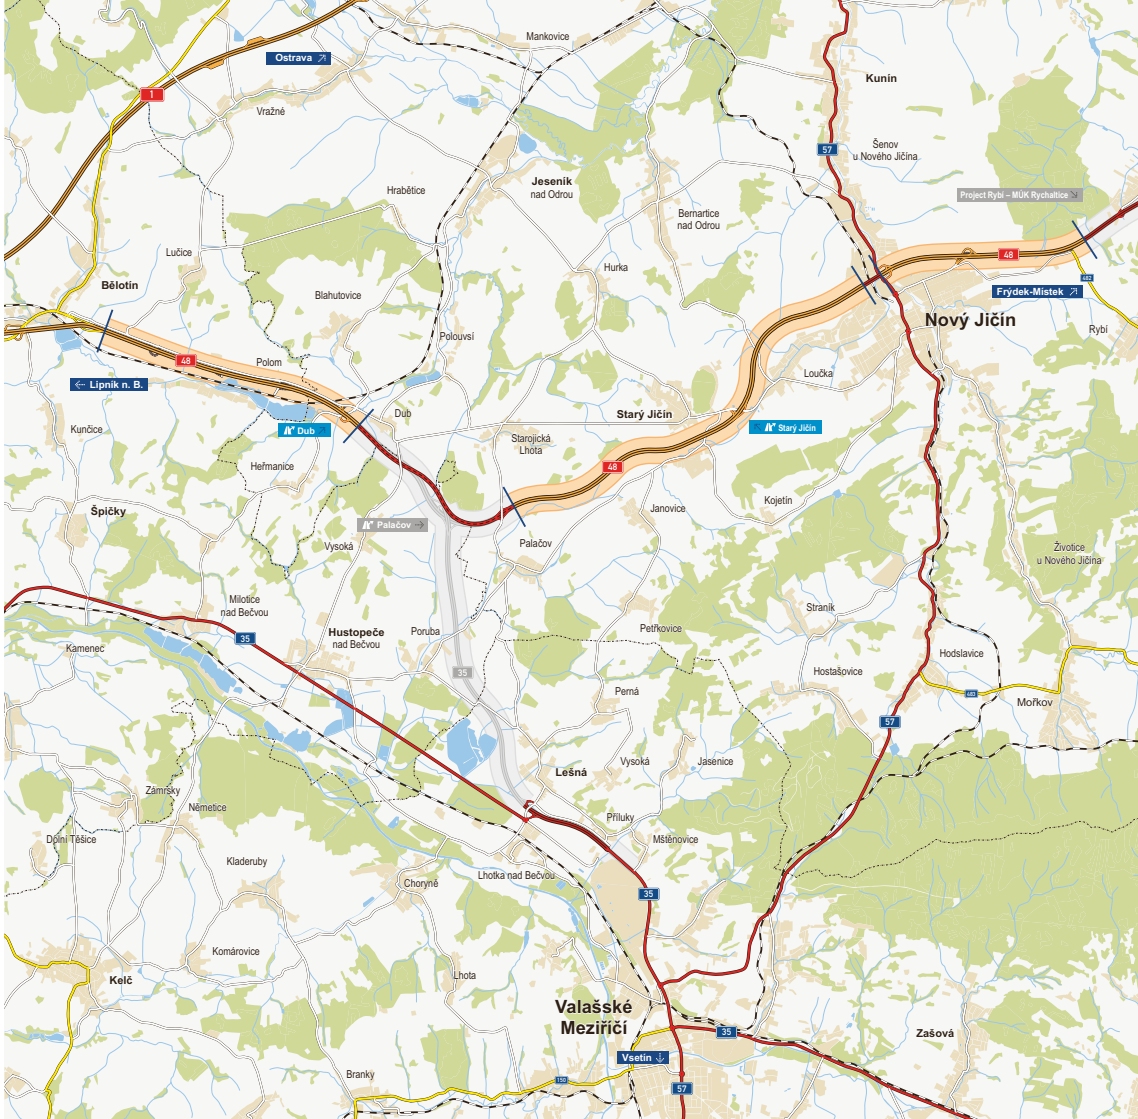 Mankovice
Ostrava ↗
Kunín
1
Vražné
57
Šenov
u Nového Jičína
Jeseník
nad Odrou
Hrabětice
Project Rybí – MÚK Rychaltice ↘
Bernartice
nad Odrou
Lučice
48
Hurka
482
Bělotín
Frýdek-Místek ↗
Blahutovice
Nový Jičín
Rybí
Polouvsí
48
Polom
Loučka
← Lipník n. B.
Dub
Starý Jičín
Kunčice
Dub
Starojická
Lhota
Starý Jičín
Heřmanice
48
Kojetín
Špičky
Janovice
Palačov →
Vysoká
Palačov
Životice
u Nového Jičína
Milotice
nad Bečvou
Straník
35
Hustopeče
nad Bečvou
Poruba
Petřkovice
Kamenec
Hodslavice
35
Hostašovice
Perná
480
Mořkov
57
Vysoká
Jasenice
Lešná
Zámrsky
Němetice
Příluky
Dolní Těšice
Mštěnovice
Kladeruby
Lhotka nad Bečvou
Choryně
35
Komárovice
Lhota
Kelč
Valašské
Meziříčí
35
Zašová
Vsetín ↓
Branky
150
57